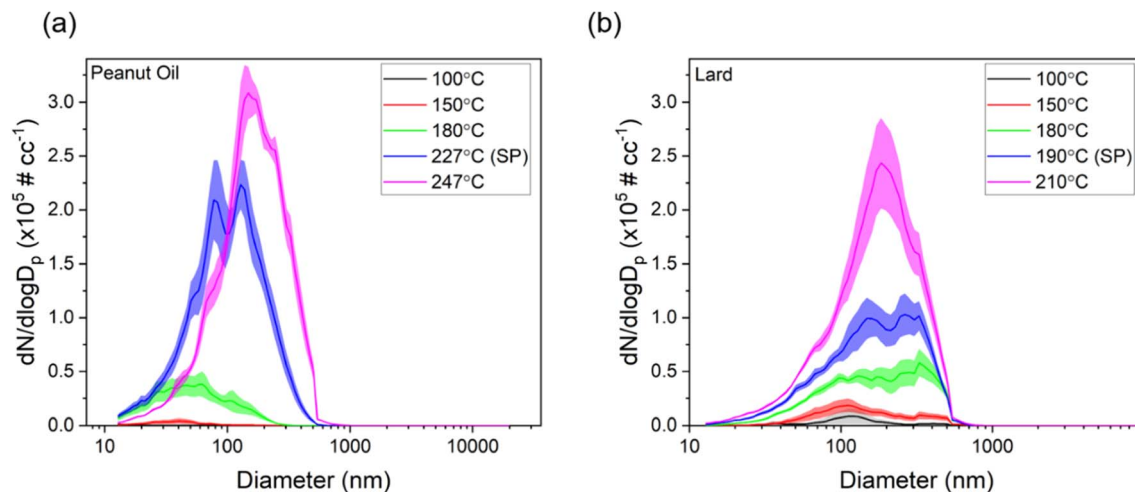 (a)
Peanut Oil
100°C
150°C
180°C
227°C (SP)
247°C
3.0
2.5
2.0
1.5
1.0
0.5
0.0
dN/dlogDp (x10⁵ # cc⁻¹)
10
100
1000
10000
Diameter (nm)
(b)
Lard
100°C
150°C
180°C
190°C (SP)
210°C
3.0
2.5
2.0
1.5
1.0
0.5
0.0
dN/dlogDp (x10⁵ # cc⁻¹)
10
100
1000
Diameter (nm)